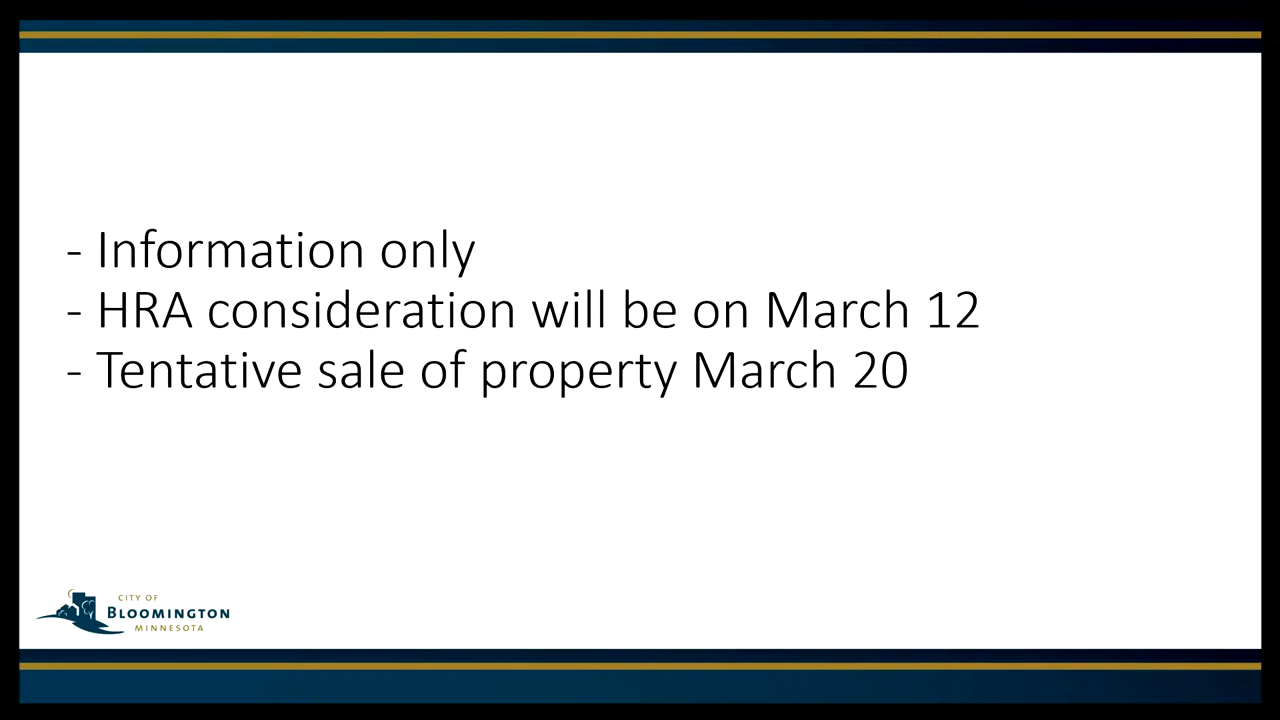 - Information only
- HRA consideration will be on March 12
- Tentative sale of property March 20
CITY OF
BLOOMINGTON
MINNESOTA